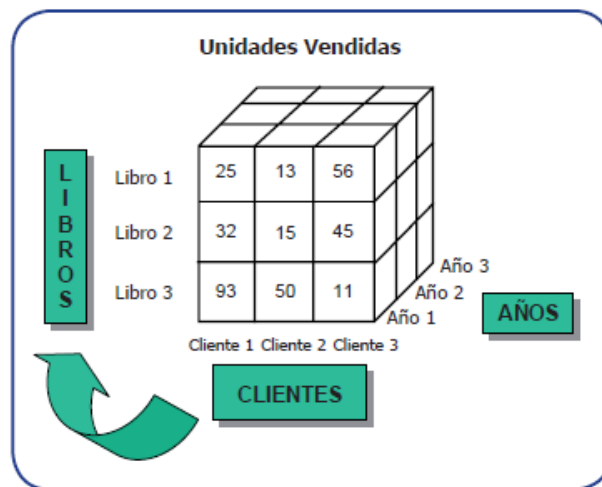 Unidades Vendidas
LIBROS
Libro 1 25 13 56
Libro 2 32 15 45
Libro 3 93 50 11
Año 3
Año 2
Año 1
AÑOS
Cliente 1 Cliente 2 Cliente 3
CLIENTES